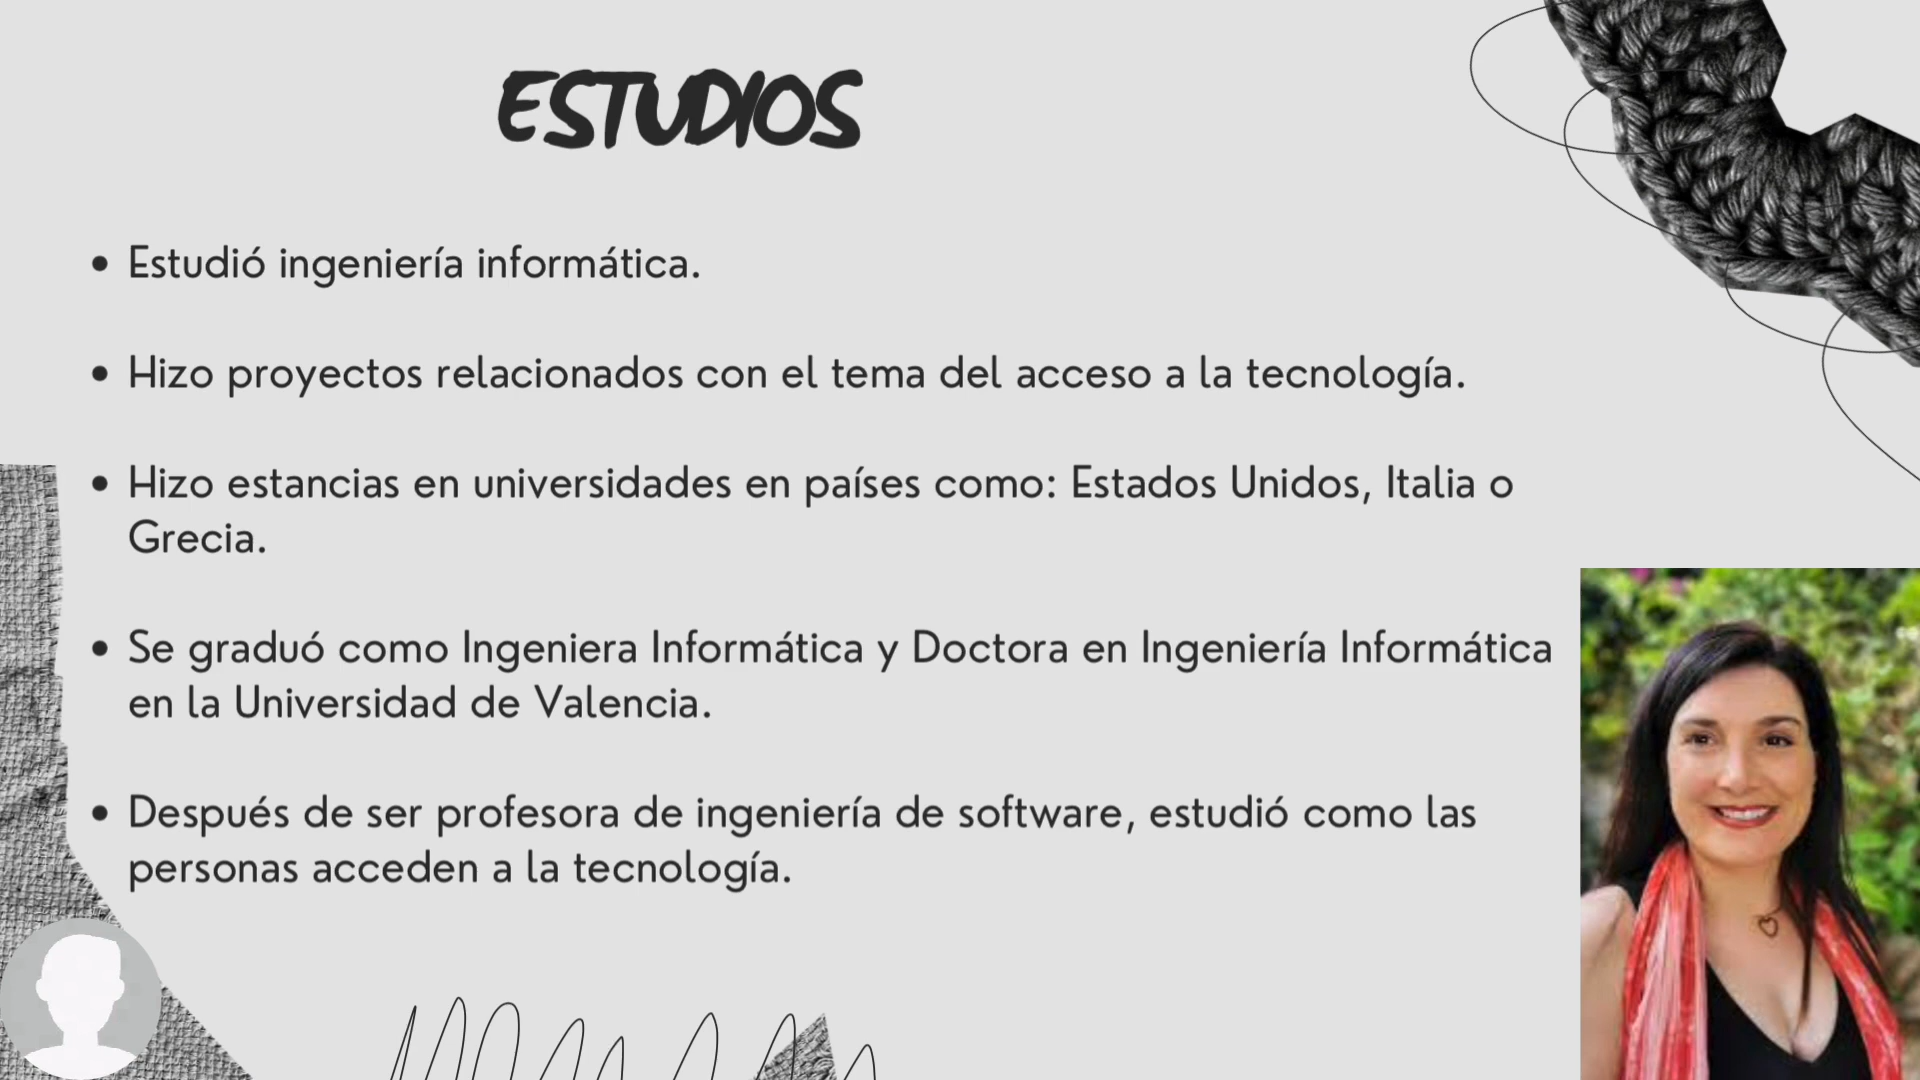 ESTUDIOS
• Estudió ingeniería informática.
• Hizo proyectos relacionados con el tema del acceso a la tecnología.
• Hizo estancias en universidades en países como: Estados Unidos, Italia o
Grecia.
• Se graduó como Ingeniera Informática y Doctora en Ingeniería Informática
en la Universidad de Valencia.
• Después de ser profesora de ingeniería de software, estudió como las
personas acceden a la tecnología.